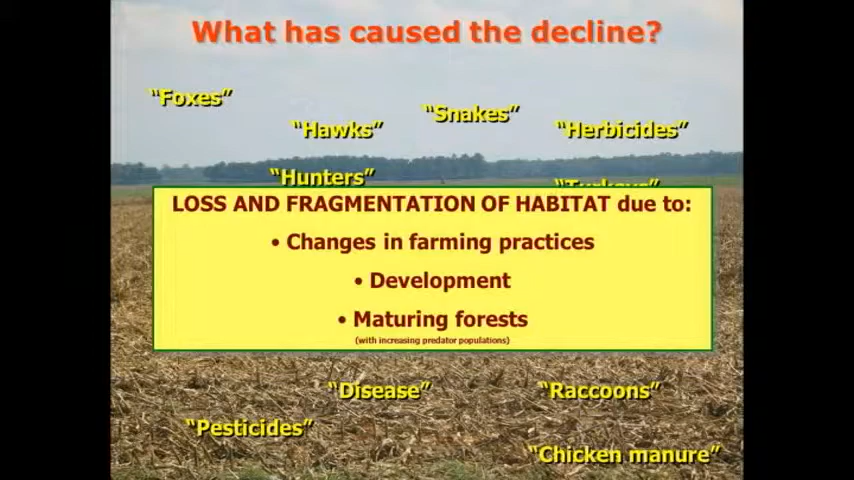 What has caused the decline?
"Foxes"
"Snakes"
"Hawks"
"Herbicides"
"Hunters"
"Turkeys"
LOSS AND FRAGMENTATION OF HABITAT due to:
• Changes in farming practices
• Development
• Maturing forests
(with increasing predator populations)
"Disease"
"Raccoons"
"Pesticides"
"Chicken manure"